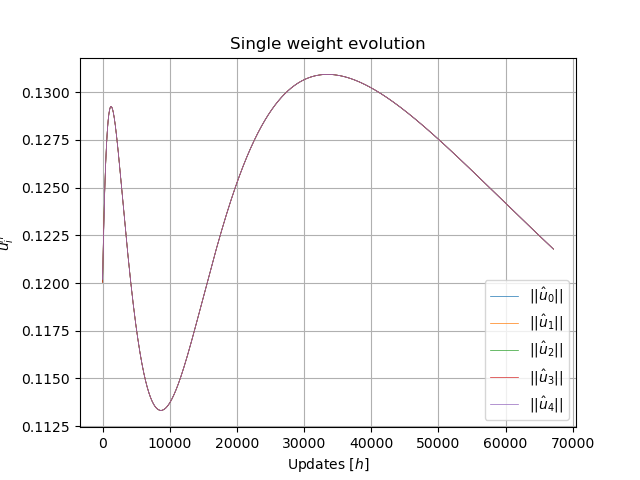 Single weight evolution
0.1300
0.1275
0.1250
0.1225
0.1200
0.1175
0.1150
0.1125
0 10000 20000 30000 40000 50000 60000 70000
Updates [h]
||û₀||
||û₁||
||û₂||
||û₃||
||û₄||